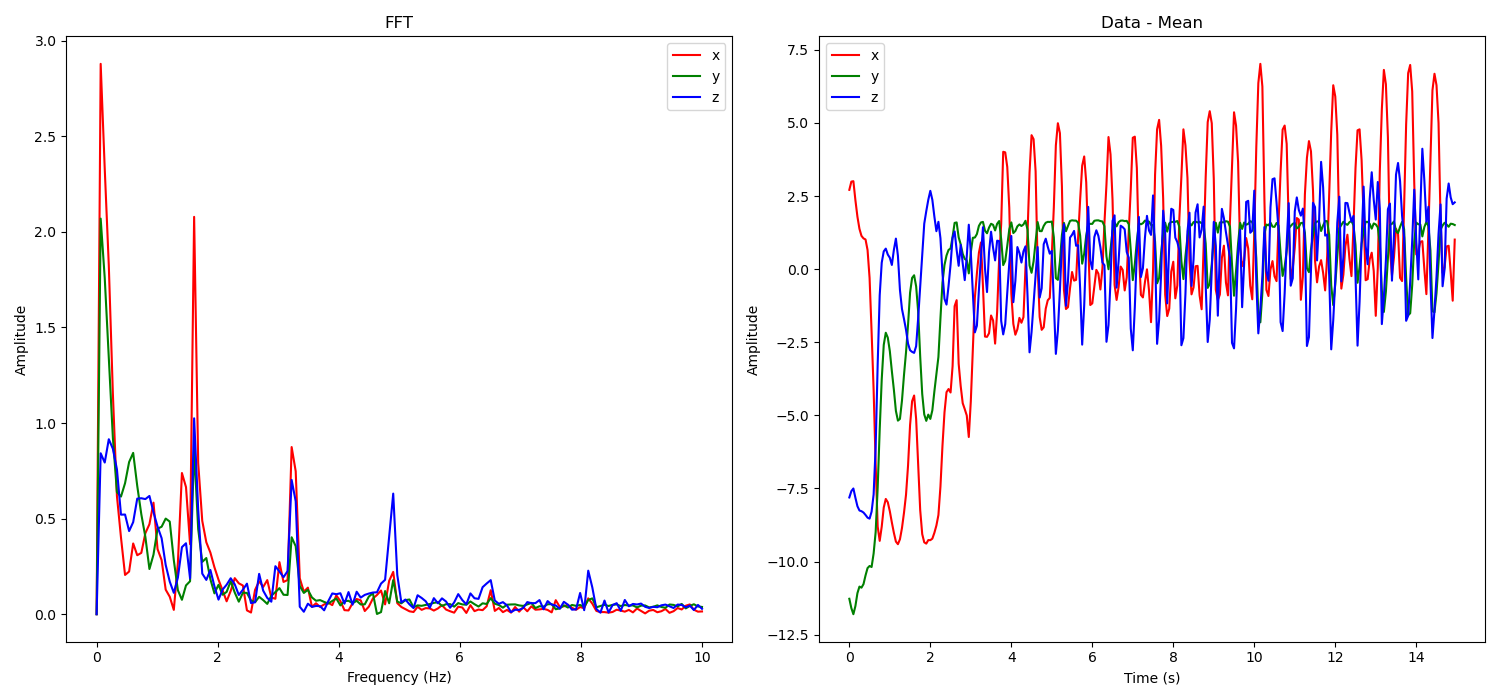 FFT
3.0
2.5
2.0
1.5
1.0
0.5
0.0
Amplitude
0 2 4 6 8 10
Frequency (Hz)
x
y
z
Data - Mean
7.5
5.0
2.5
0.0
−2.5
−5.0
−7.5
−10.0
−12.5
Amplitude
0 2 4 6 8 10 12 14
Time (s)
x
y
z